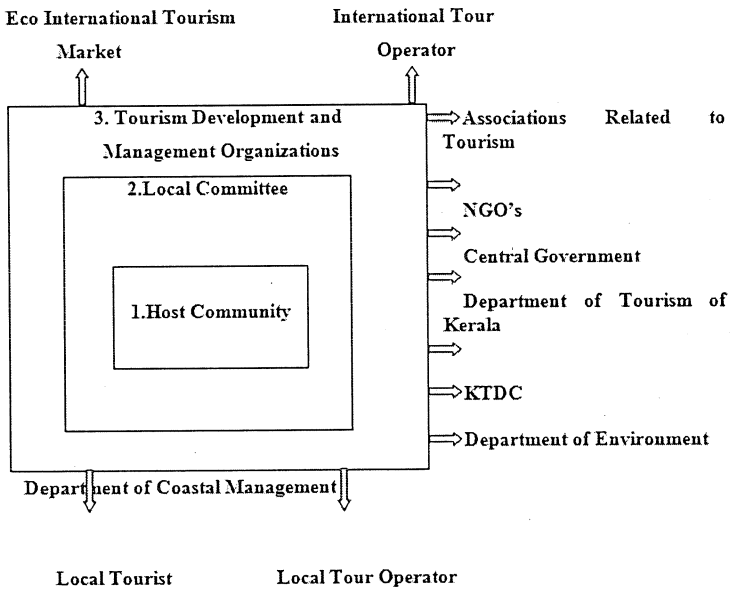 Eco International Tourism
Market
International Tour
Operator
3. Tourism Development and
Management Organizations
2.Local Committee
1.Host Community
Associations Related to
Tourism
NGO's
Central Government
Department of Tourism of
Kerala
KTDC
Department of Environment
Department of Coastal Management
Local Tourist
Local Tour Operator